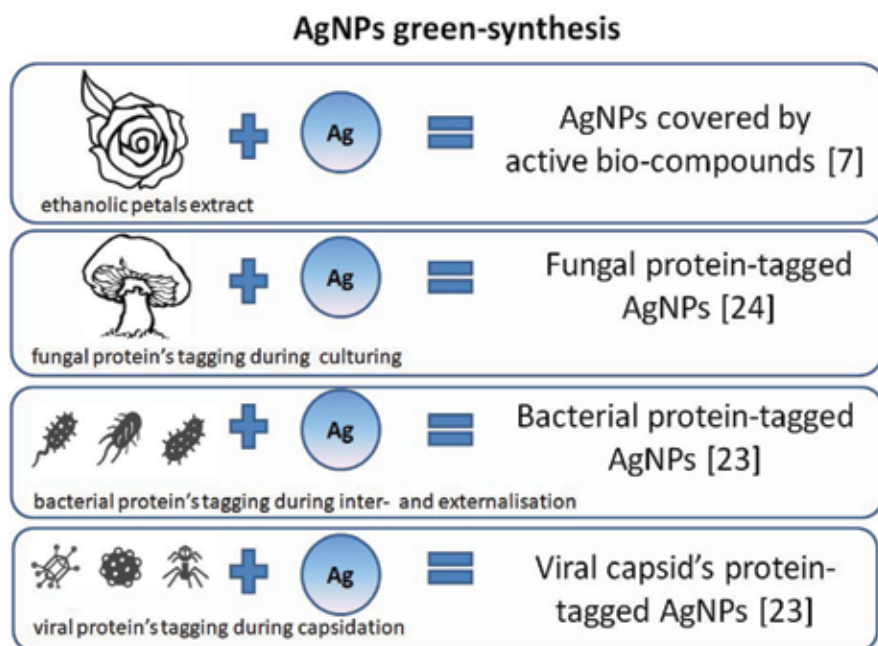 AgNPs green-synthesis
Ag
AgNPs covered by
active bio-compounds [7]
ethanolic petals extract
Ag
Fungal protein-tagged
AgNPs [24]
fungal protein's tagging during culturing
Ag
Bacterial protein-tagged
AgNPs [23]
bacterial protein's tagging during inter- and externalisation
Ag
Viral capsid's protein-
tagged AgNPs [23]
viral protein's tagging during capsidation